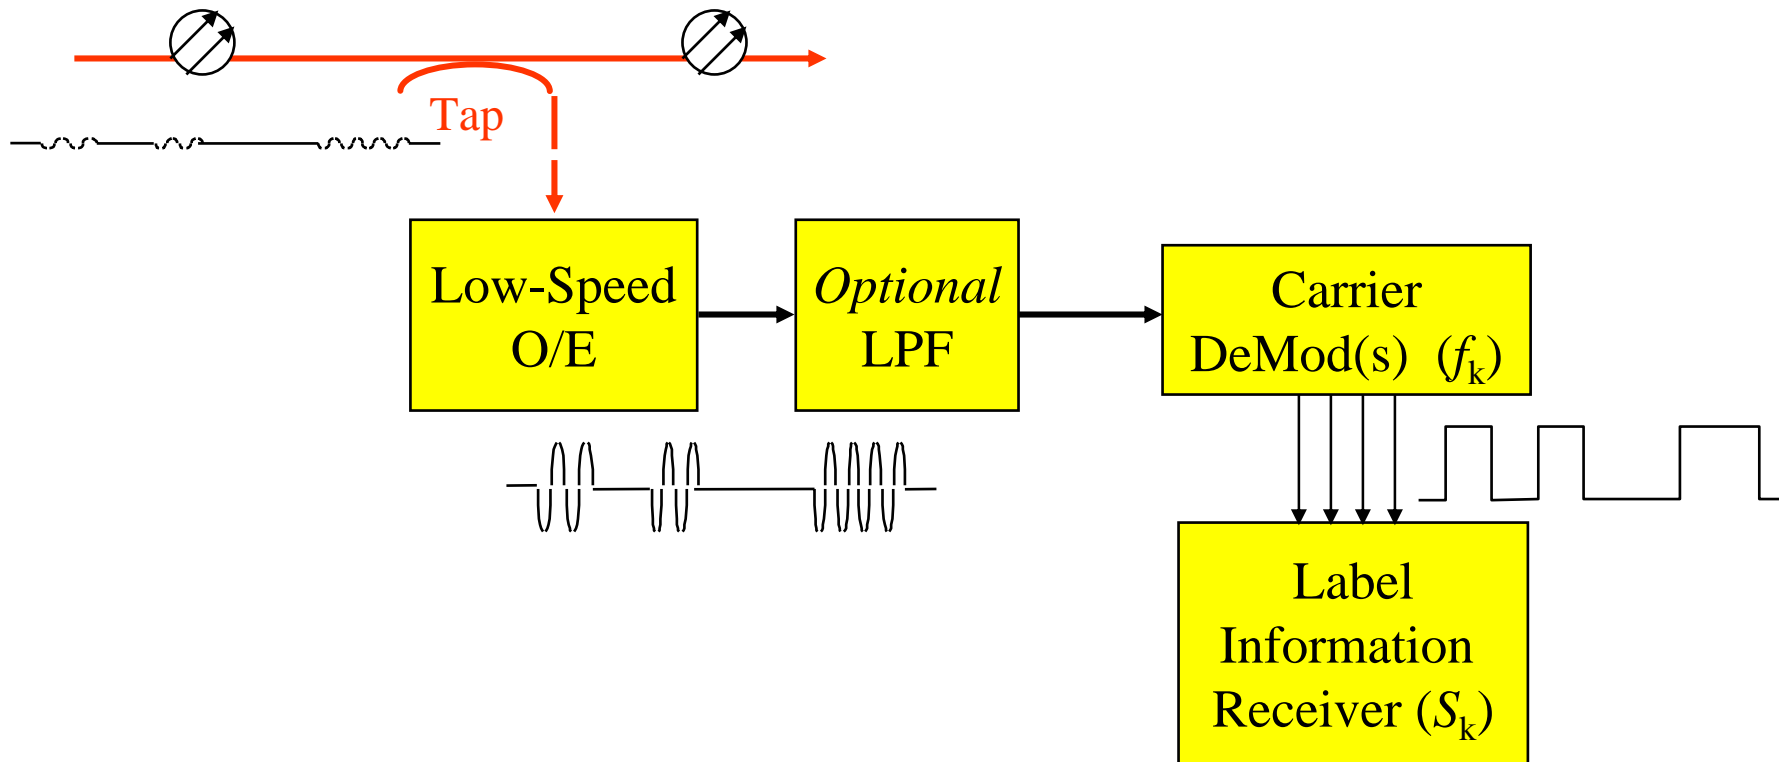 Tap
Low-Speed
O/E
Optional
LPF
Carrier
DeMod(s) (fk)
Label
Information
Receiver (Sk)